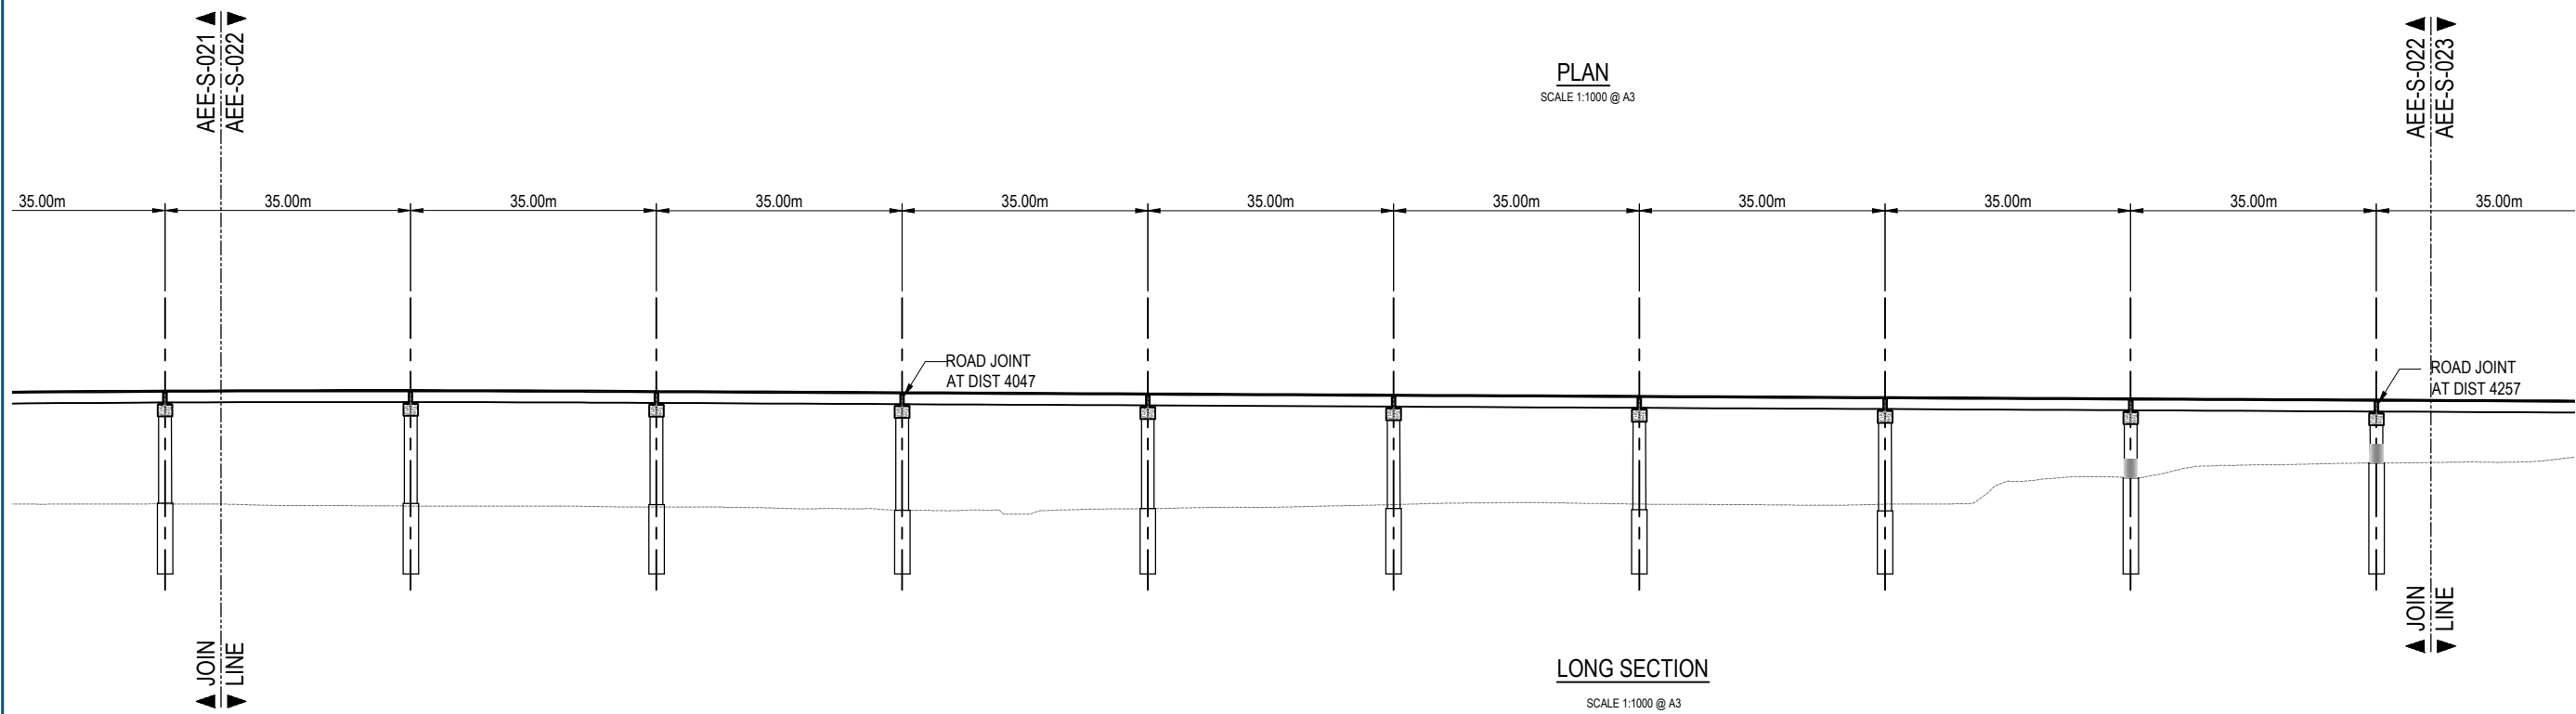 AEE-S-021
AEE-S-022
PLAN
SCALE 1:1000 @ A3
AEE-S-022
AEE-S-023
35.00m
35.00m
35.00m
35.00m
35.00m
35.00m
35.00m
35.00m
35.00m
35.00m
35.00m
ROAD JOINT
AT DIST 4047
ROAD JOINT
AT DIST 4257
JOIN
LINE
JOIN
LINE
LONG SECTION
SCALE 1:1000 @ A3